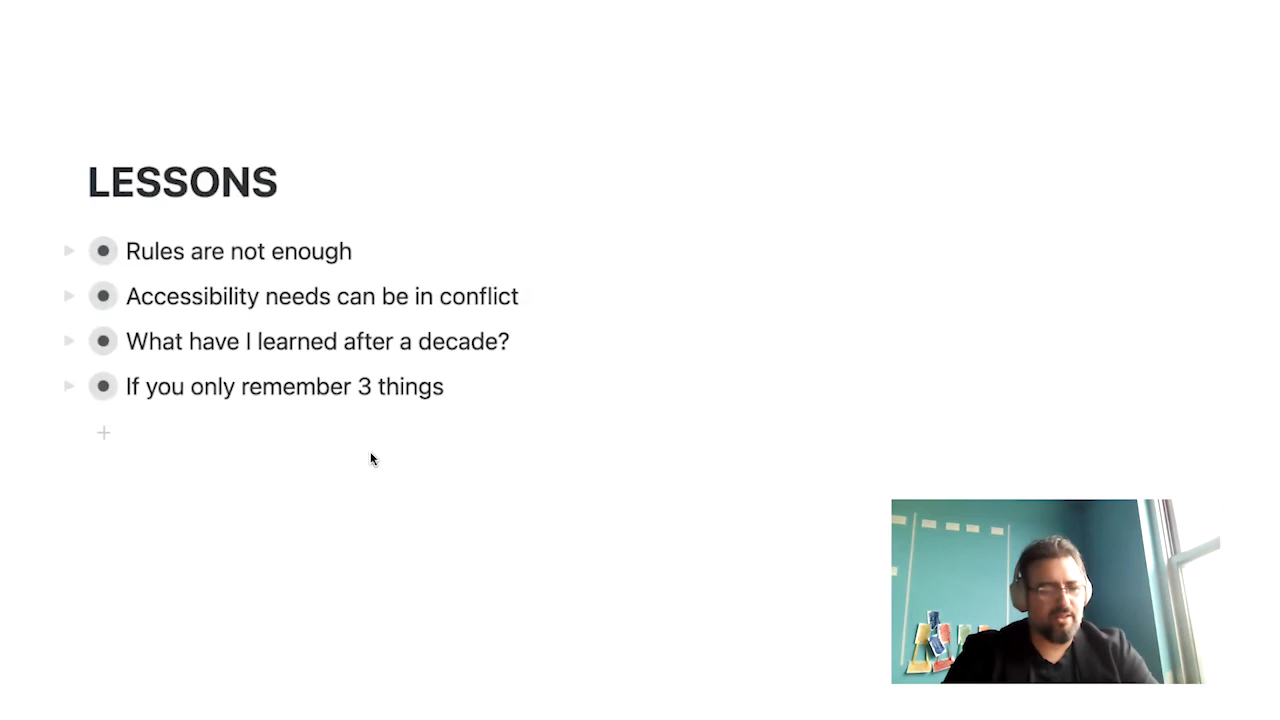 LESSONS
Rules are not enough
Accessibility needs can be in conflict
What have I learned after a decade?
If you only remember 3 things